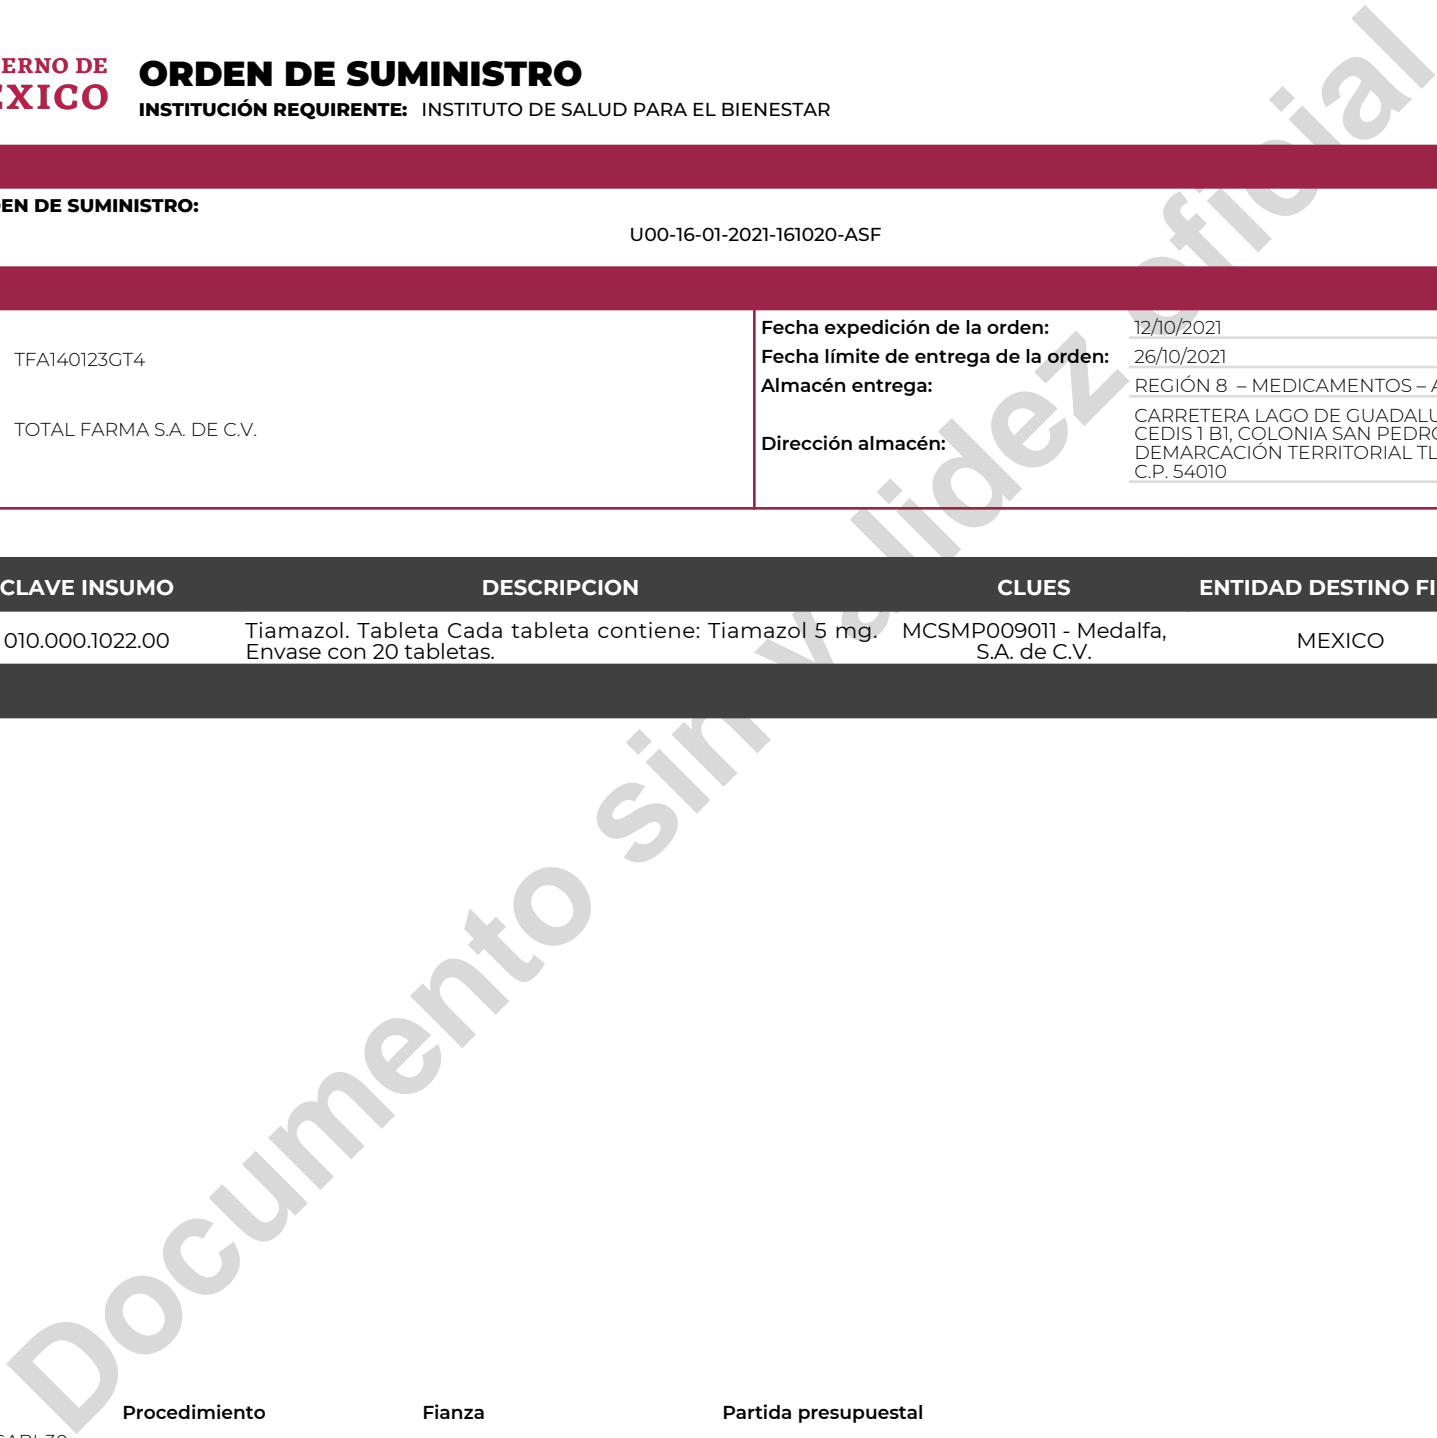 ERNO DE
ÉXICO
ORDEN DE SUMINISTRO
INSTITUCIÓN REQUIRENTE: INSTITUTO DE SALUD PARA EL BIENESTAR
EN DE SUMINISTRO:
U00-16-01-2021-161020-ASF
TFA140123GT4
TOTAL FARMA S.A. DE C.V.
Fecha expedición de la orden: 12/10/2021
Fecha límite de entrega de la orden: 26/10/2021
Almacén entrega: REGIÓN 8 – MEDICAMENTOS – A
Dirección almacén:
CARRETERA LAGO DE GUADALU
CEDIS 1 B1, COLONIA SAN PEDRO
DEMARCACIÓN TERRITORIAL TL
C.P. 54010
CLAVE INSUMO DESCRIPCION CLUES ENTIDAD DESTINO FI
010.000.1022.00
Tiamazol. Tableta Cada tableta contiene: Tiamazol 5 mg.
Envase con 20 tabletas.
MCSMP009011 - Medalfa,
S.A. de C.V.
MEXICO
Documento sin validez oficial
Procedimiento Fianza Partida presupuestal